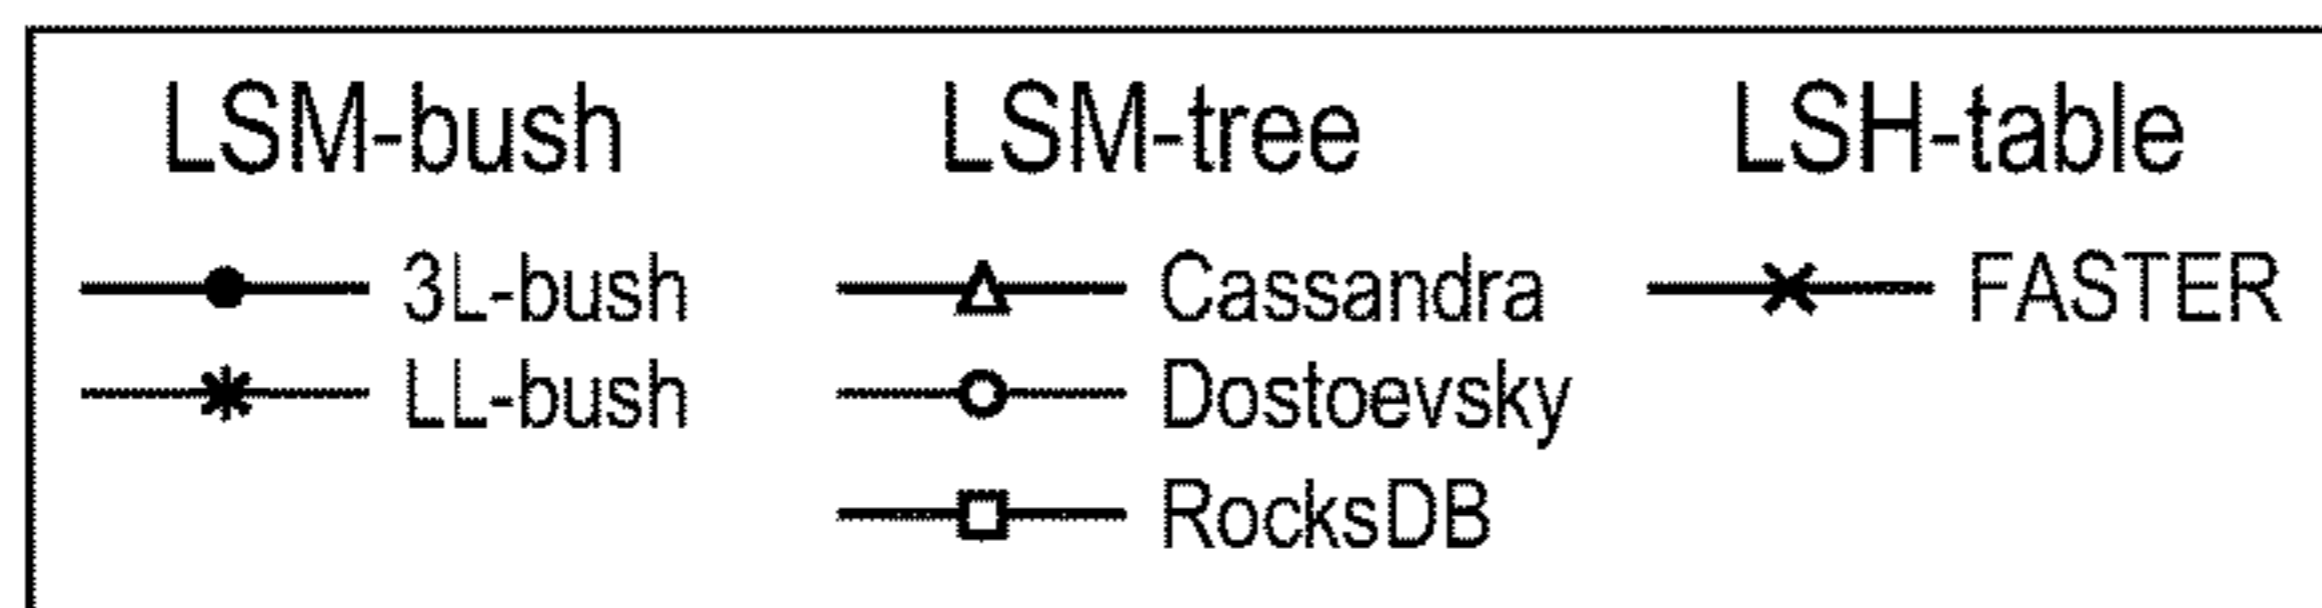 LSM-bush LSM-tree LSH-table
3L-bush Cassandra FASTER
LL-bush Dostoevsky
RocksDB